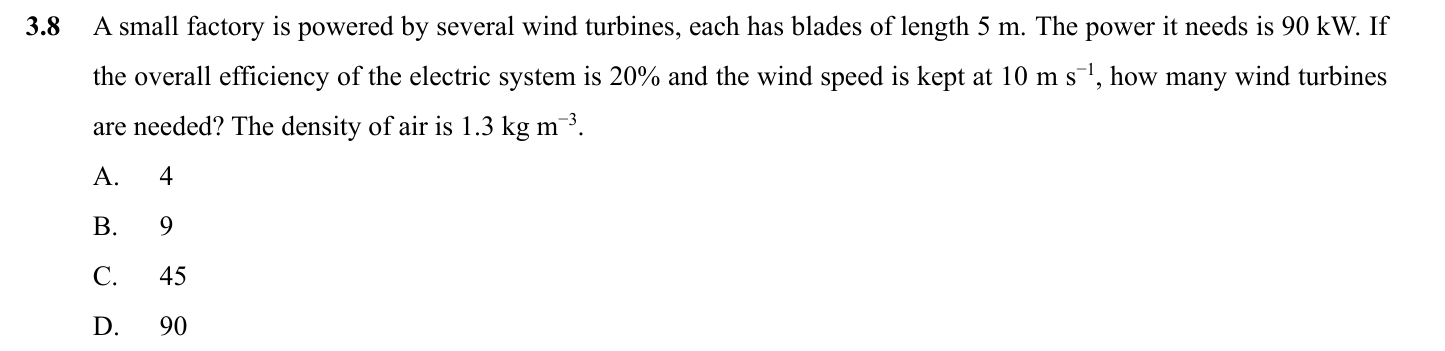 3.8 A small factory is powered by several wind turbines, each has blades of length 5 m. The power it needs is 90 kW. If
the overall efficiency of the electric system is 20% and the wind speed is kept at 10 m s⁻¹, how many wind turbines
are needed? The density of air is 1.3 kg m⁻³.
A. 4
B. 9
C. 45
D. 90